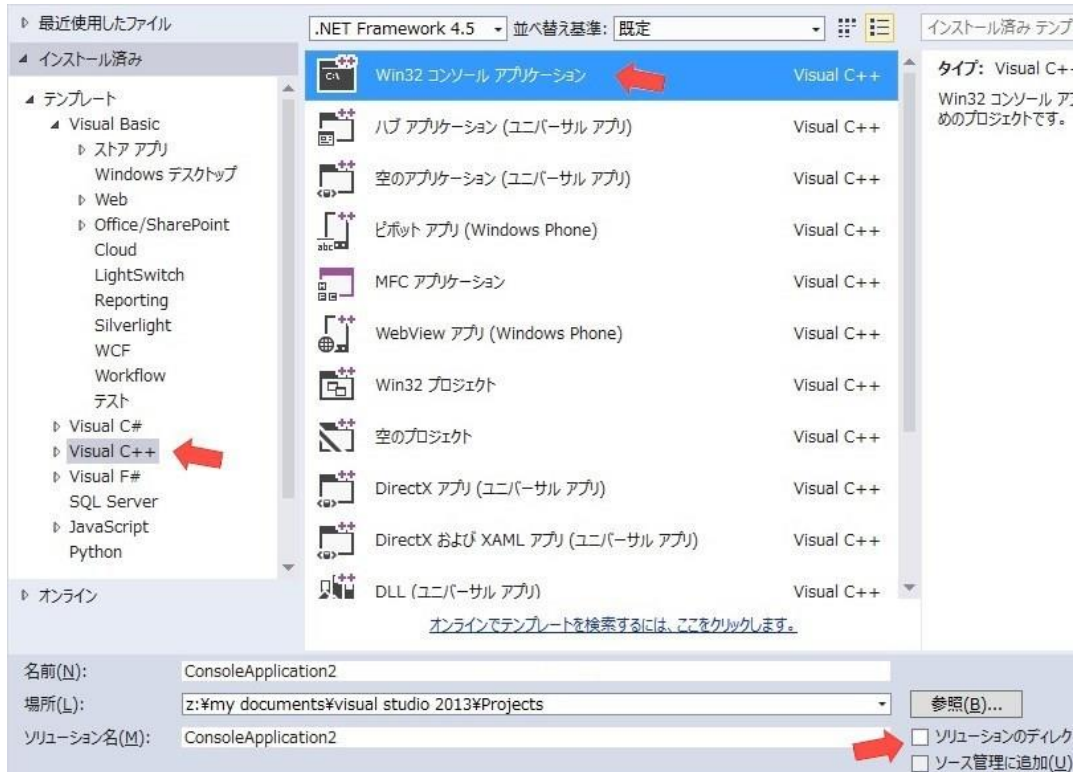 最近使用したファイル
インストール済み
テンプレート
Visual Basic
ストア アプリ
Windows デスクトップ
Web
Office/SharePoint
Cloud
LightSwitch
Reporting
Silverlight
WCF
Workflow
テスト
Visual C#
Visual C++
Visual F#
SQL Server
JavaScript
Python
オンライン
.NET Framework 4.5 並べ替え基準: 既定
Win32 コンソール アプリケーション Visual C++
ハブ アプリケーション (ユニバーサル アプリ) Visual C++
空のアプリケーション (ユニバーサル アプリ) Visual C++
ピボット アプリ (Windows Phone) Visual C++
MFC アプリケーション Visual C++
WebView アプリ (Windows Phone) Visual C++
Win32 プロジェクト Visual C++
空のプロジェクト Visual C++
DirectX アプリ (ユニバーサル アプリ) Visual C++
DirectX および XAML アプリ (ユニバーサル アプリ) Visual C++
DLL (ユニバーサル アプリ) Visual C++
オンラインでテンプレートを検索するには、ここをクリックします。
インストール済み テンプ
タイプ: Visual C+
Win32 コンソール ア
めのプロジェクトです。
名前(N): ConsoleApplication2
場所(L): z:¥my documents¥visual studio 2013¥Projects 参照(B)...
ソリューション名(M): ConsoleApplication2 ソリューションのディレク
ソース管理に追加(U)